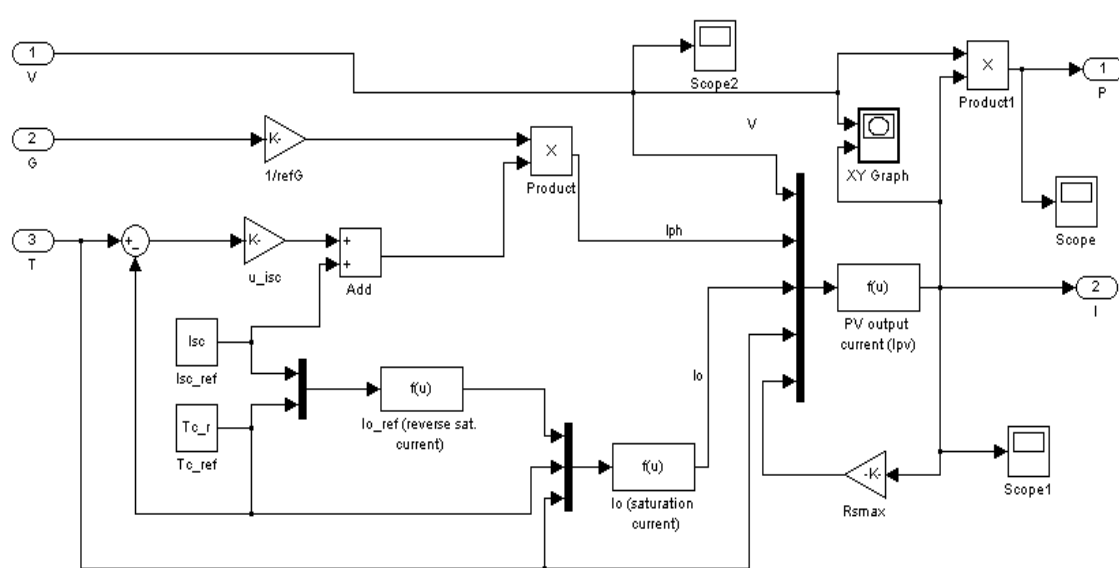 1
V
Scope2
X
Product1
1
P
2
G
K-
1/refG
X
Product
V
XY Graph
Scope
3
T
+
-
K-
u_isc
+
+
Add
Iph
f(u)
PV output
current (Ipv)
2
I
Isc
Isc_ref
Tc_r
Tc_ref
f(u)
Io_ref (reverse sat.
current)
Io
f(u)
Io (saturation
current)
-K-
Rsmax
Scope1